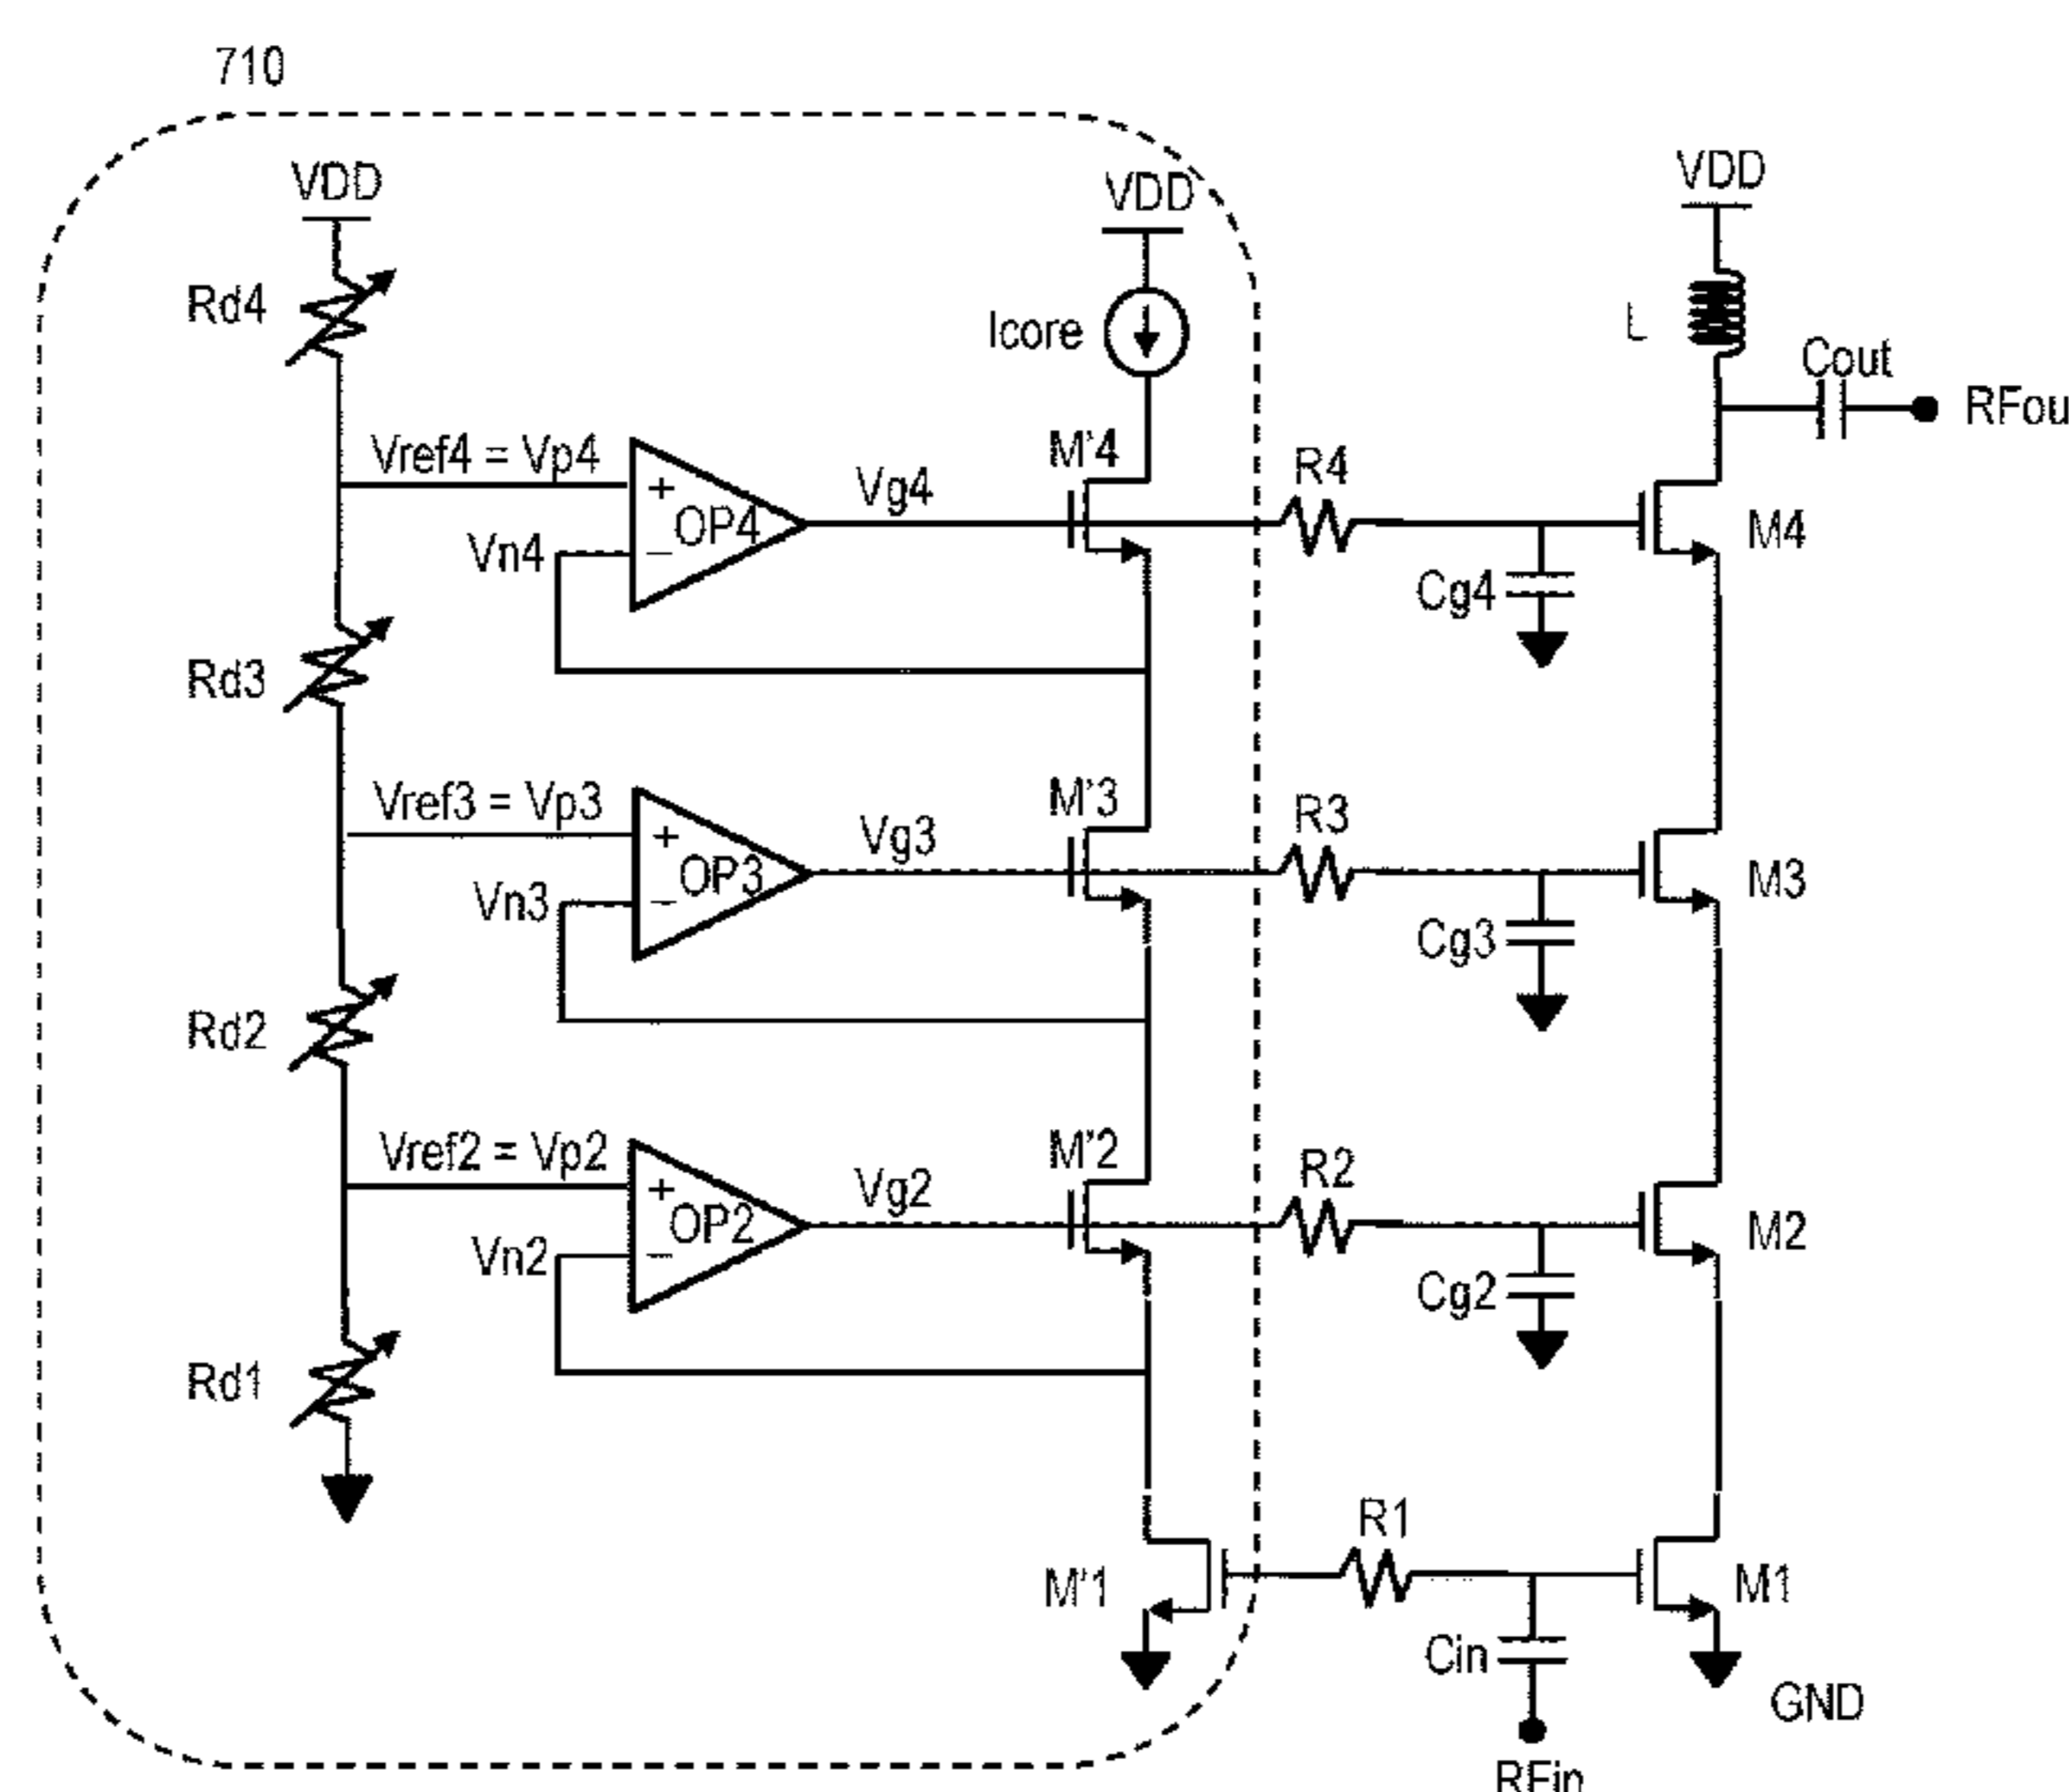 710
VDD
VDD
VDD
Rd4
Icore
L
Cout
RFou
Vref4 = Vp4
+
OP4
Vn4
−
Vg4
M'4
R4
M4
Cg4
Rd3
Vref3 = Vp3
+
OP3
Vn3
−
Vg3
M'3
R3
M3
Cg3
Rd2
Vref2 = Vp2
+
OP2
Vn2
−
Vg2
M'2
R2
M2
Cg2
Rd1
R1
M'1
M1
Cin
GND
RFin